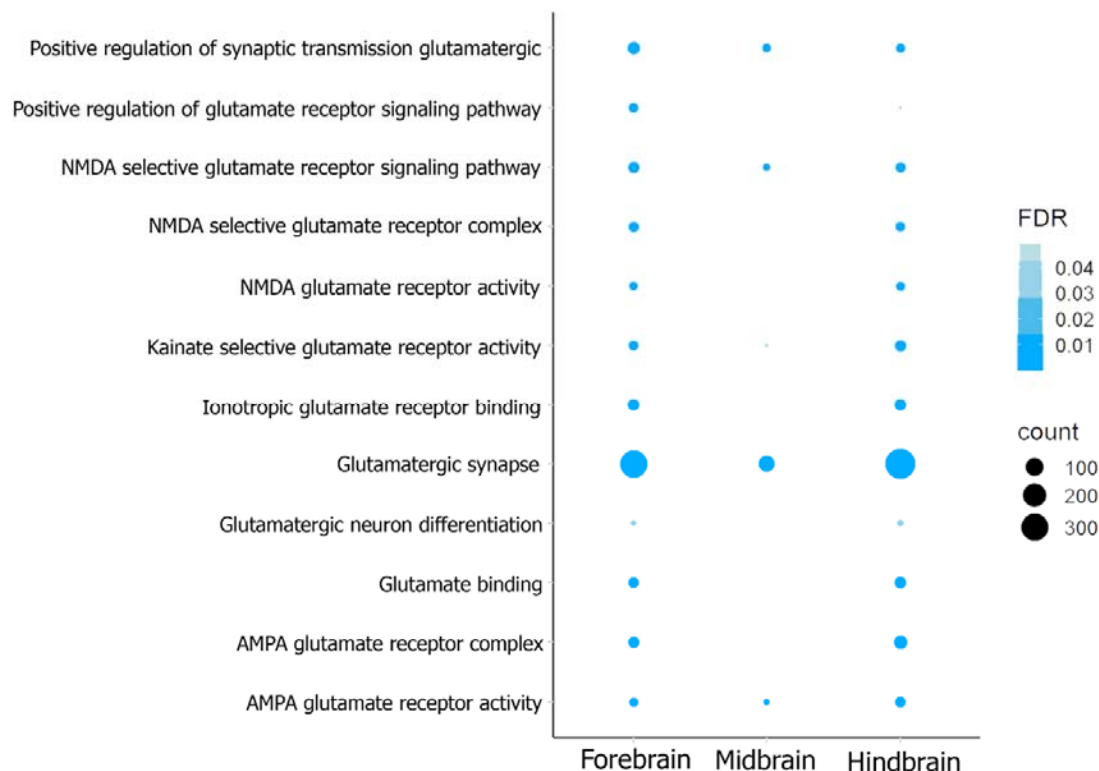 Positive regulation of synaptic transmission glutamatergic
Positive regulation of glutamate receptor signaling pathway
NMDA selective glutamate receptor signaling pathway
NMDA selective glutamate receptor complex
NMDA glutamate receptor activity
Kainate selective glutamate receptor activity
Ionotropic glutamate receptor binding
Glutamatergic synapse
Glutamatergic neuron differentiation
Glutamate binding
AMPA glutamate receptor complex
AMPA glutamate receptor activity
Forebrain Midbrain Hindbrain
FDR
0.04
0.03
0.02
0.01
count
100
200
300